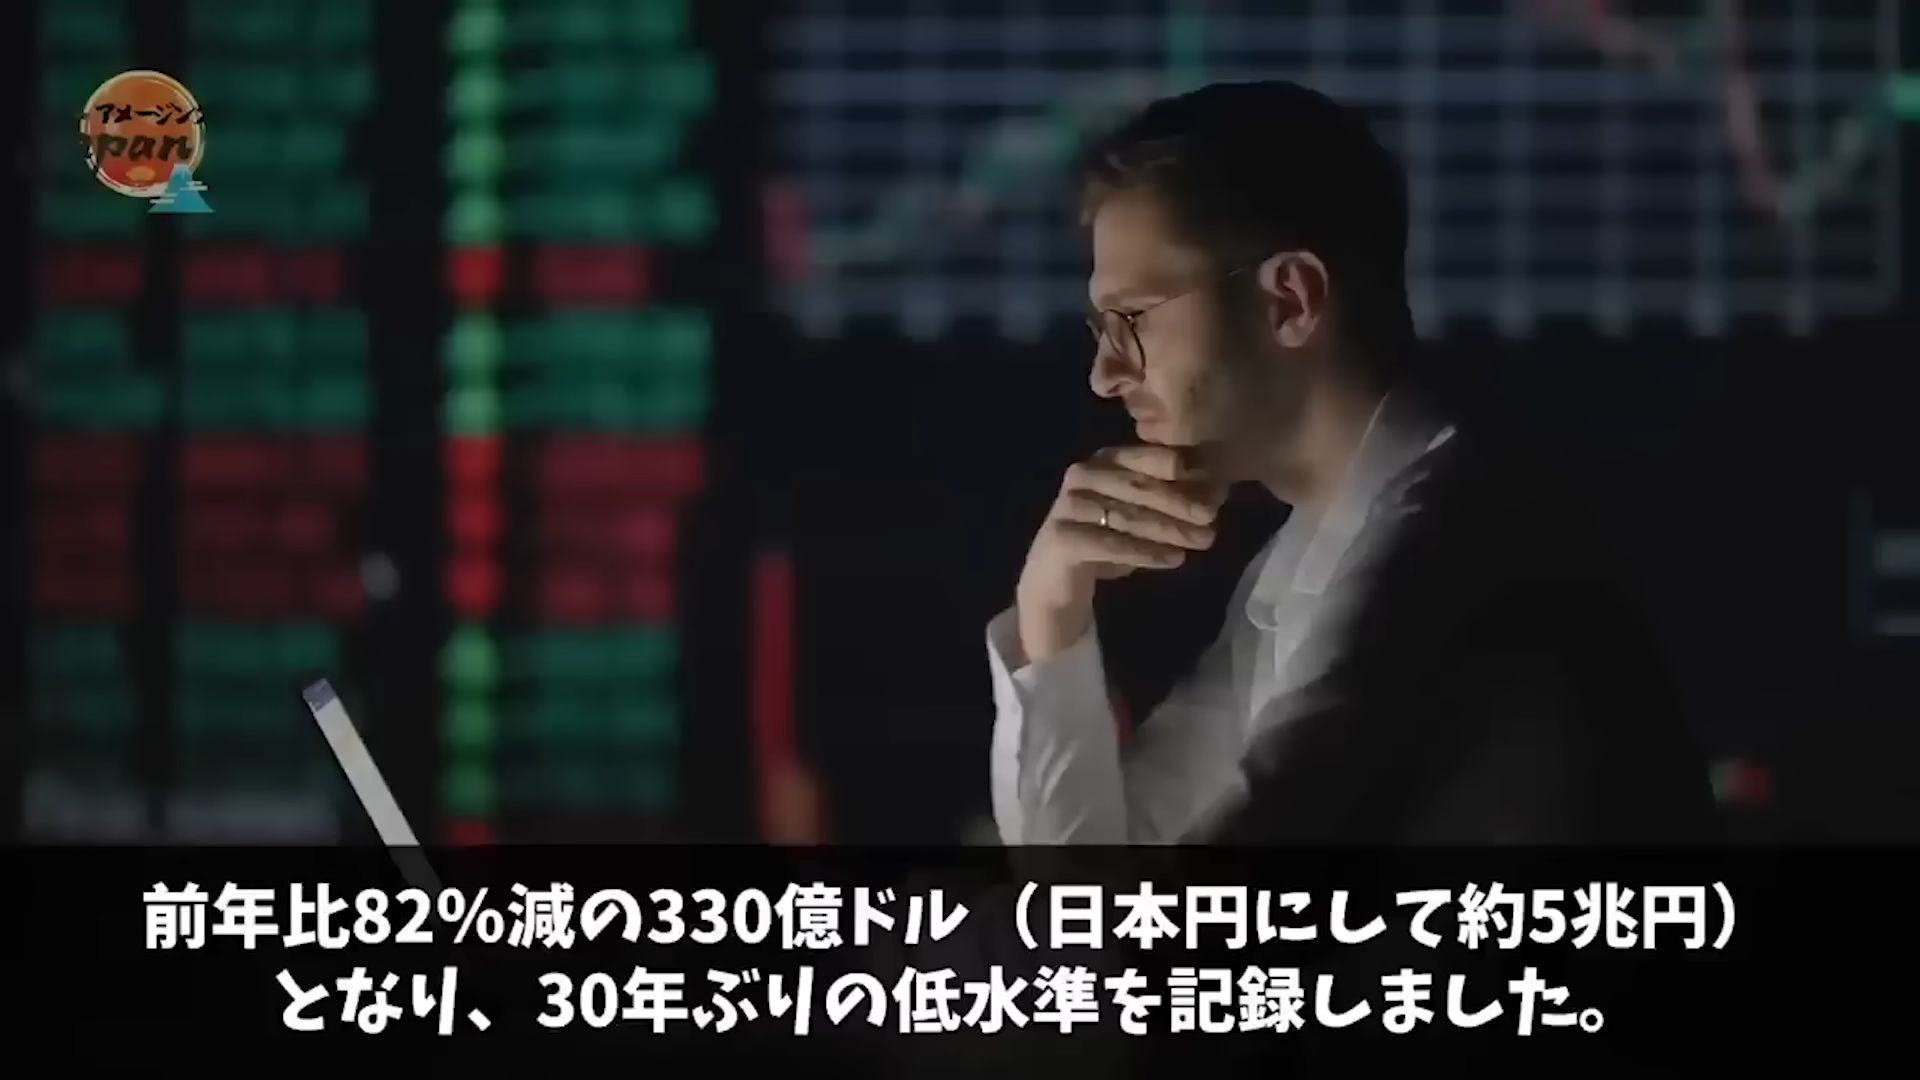 アメージング
pan
前年比82%減の330億ドル（日本円にして約5兆円）
となり、30年ぶりの低水準を記録しました。